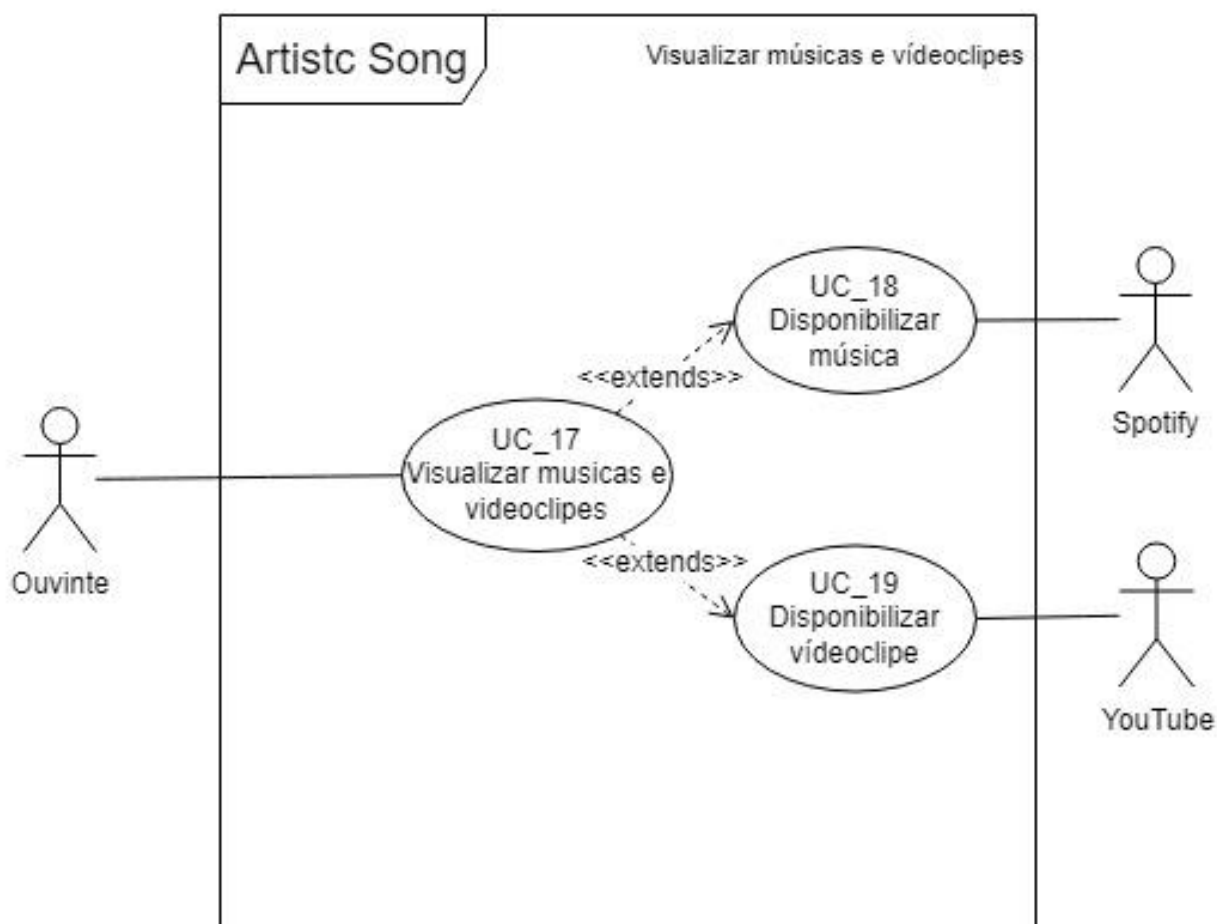 Artistc Song
Visualizar músicas e vídeoclipes
UC_18
Disponibilizar
música
<<extends>>
Spotify
UC_17
Visualizar musicas e
videoclipes
Ouvinte
<<extends>>
UC_19
Disponibilizar
vídeoclipe
YouTube